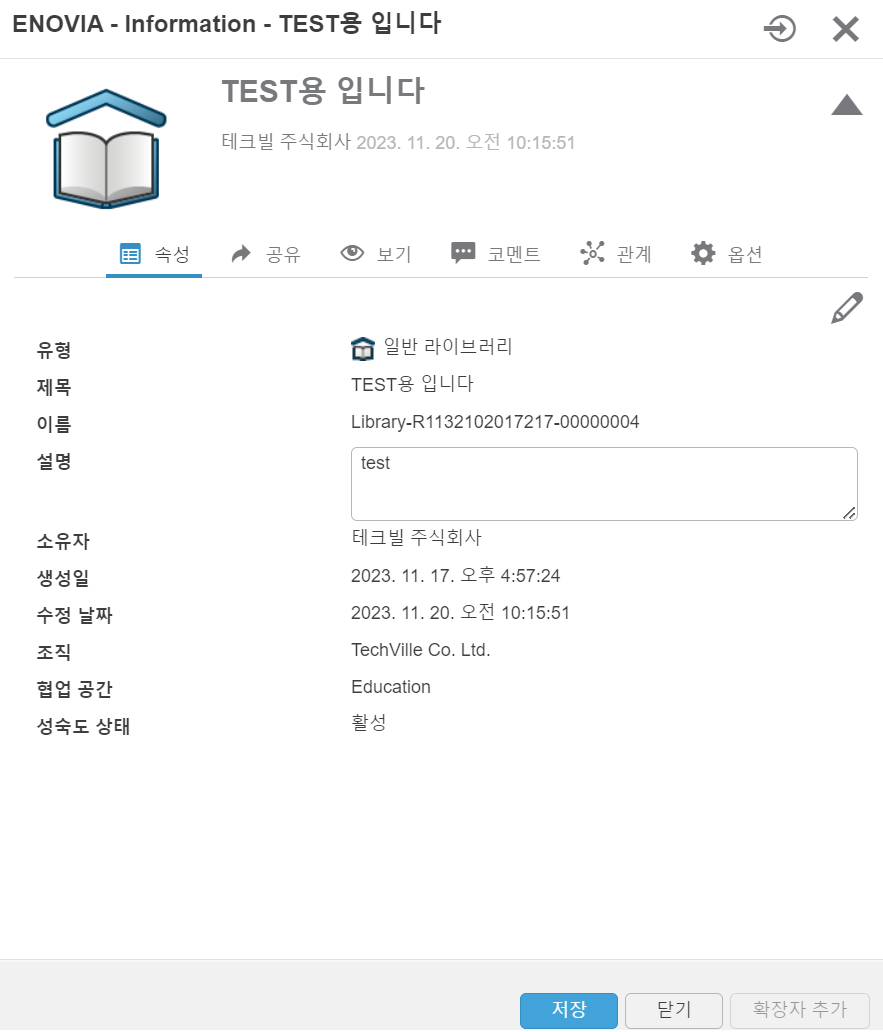 ENOVIA - Information - TEST용 입니다
TEST용 입니다
테크빌 주식회사 2023. 11. 20. 오전 10:15:51
속성 공유 보기 코멘트 관계 옵션
유형 일반 라이브러리
제목 TEST용 입니다
이름 Library-R1132102017217-00000004
설명 test
소유자 테크빌 주식회사
생성일 2023. 11. 17. 오후 4:57:24
수정 날짜 2023. 11. 20. 오전 10:15:51
조직 TechVille Co. Ltd.
협업 공간 Education
성숙도 상태 활성
저장 닫기 확장자 추가